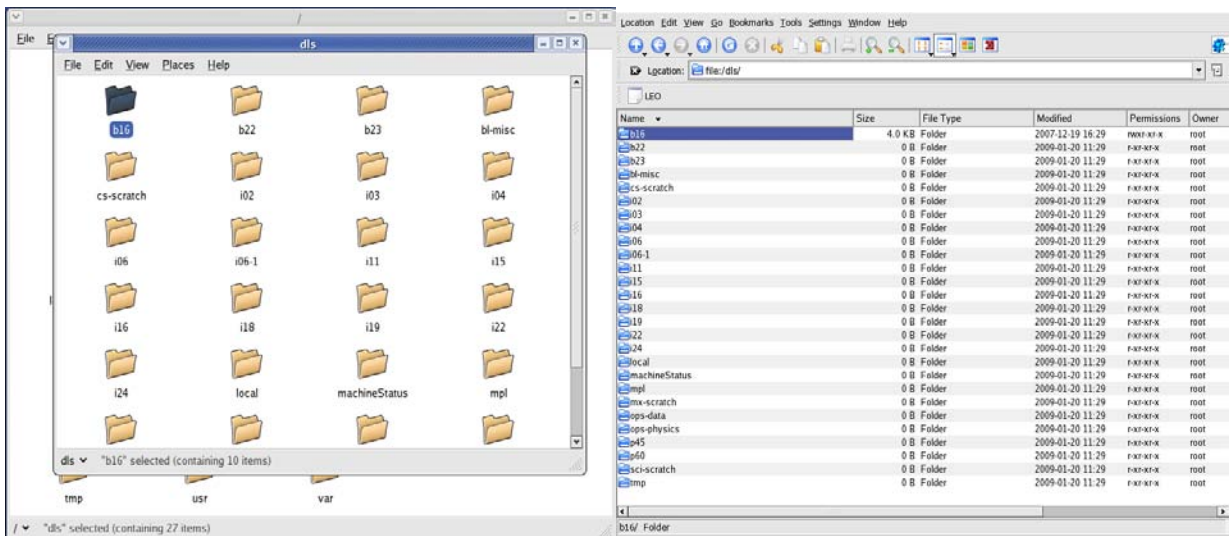 /
File
dls
File Edit View Places Help
b16 b22 b23 bl-misc
cs-scratch i02 i03 i04
i06 i06-1 i11 i15
i16 i18 i19 i22
i24 local machineStatus mpl
dls "b16" selected (containing 10 items)
tmp usr var
/ "dls" selected (containing 27 items)
Location Edit View Go Bookmarks Tools Settings Window Help
Location: file:/dls/
LEO
Name Size File Type Modified Permissions Owner
b16 4.0 KB Folder 2007-12-19 16:29 rwxr-xr-x root
b22 0 B Folder 2009-01-20 11:29 r-xr-xr-x root
b23 0 B Folder 2009-01-20 11:29 r-xr-xr-x root
bl-misc 0 B Folder 2009-01-20 11:29 r-xr-xr-x root
cs-scratch 0 B Folder 2009-01-20 11:29 r-xr-xr-x root
i02 0 B Folder 2009-01-20 11:29 r-xr-xr-x root
i03 0 B Folder 2009-01-20 11:29 r-xr-xr-x root
i04 0 B Folder 2009-01-20 11:29 r-xr-xr-x root
i06 0 B Folder 2009-01-20 11:29 r-xr-xr-x root
i06-1 0 B Folder 2009-01-20 11:29 r-xr-xr-x root
i11 0 B Folder 2009-01-20 11:29 r-xr-xr-x root
i15 0 B Folder 2009-01-20 11:29 r-xr-xr-x root
i16 0 B Folder 2009-01-20 11:29 r-xr-xr-x root
i18 0 B Folder 2009-01-20 11:29 r-xr-xr-x root
i19 0 B Folder 2009-01-20 11:29 r-xr-xr-x root
i22 0 B Folder 2009-01-20 11:29 r-xr-xr-x root
i24 0 B Folder 2009-01-20 11:29 r-xr-xr-x root
local 0 B Folder 2009-01-20 11:29 r-xr-xr-x root
machineStatus 0 B Folder 2009-01-20 11:29 r-xr-xr-x root
mpl 0 B Folder 2009-01-20 11:29 r-xr-xr-x root
mx-scratch 0 B Folder 2009-01-20 11:29 r-xr-xr-x root
ops-data 0 B Folder 2009-01-20 11:29 r-xr-xr-x root
ops-physics 0 B Folder 2009-01-20 11:29 r-xr-xr-x root
p45 0 B Folder 2009-01-20 11:29 r-xr-xr-x root
p60 0 B Folder 2009-01-20 11:29 r-xr-xr-x root
sci-scratch 0 B Folder 2009-01-20 11:29 r-xr-xr-x root
tmp 0 B Folder 2009-01-20 11:29 r-xr-xr-x root
b16/ Folder